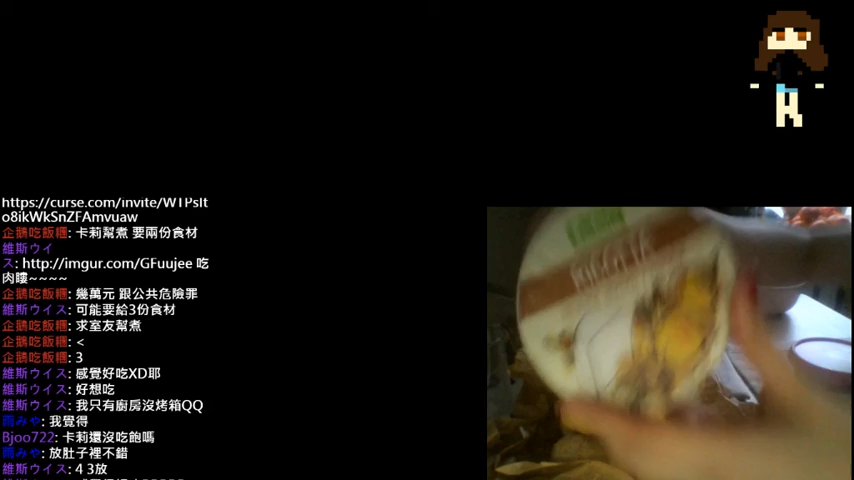 https://curse.com/invite/WTPsIt
o8ikWkSnZFAmvuaw
企鵝吃飯糰: 卡莉幫煮 要兩份食材
維斯ウイ
ス: http://imgur.com/GFuujee 吃
肉瞜~~~~
企鵝吃飯糰: 幾萬元 跟公共危險罪
維斯ウイス: 可能要給3份食材
企鵝吃飯糰: 求室友幫煮
企鵝吃飯糰: <
企鵝吃飯糰: 3
維斯ウイス: 感覺好吃XD耶
維斯ウイス: 好想吃
維斯ウイス: 我只有廚房沒烤箱QQ
雨みや: 我覺得
Bjoo722: 卡莉還沒吃飽嗎
雨みや: 放肚子裡不錯
維斯ウイス: 4 3放